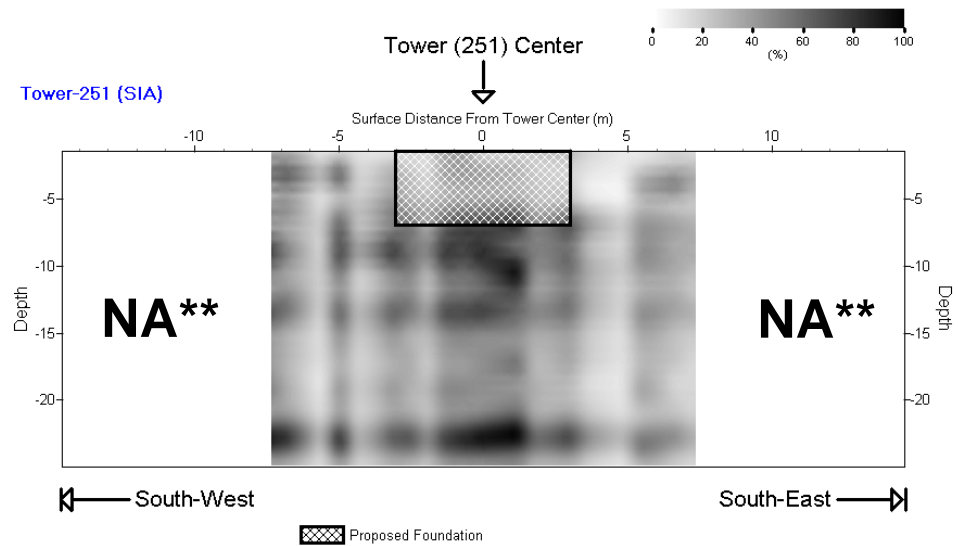 0 20 40 60 80 100
(%)
Tower (251) Center
Tower-251 (SIA)
Surface Distance From Tower Center (m)
-10 -5 0 5 10
-5 -5
-10 -10
-15 -15
-20 -20
Depth
Depth
NA** NA**
South-West South-East
Proposed Foundation